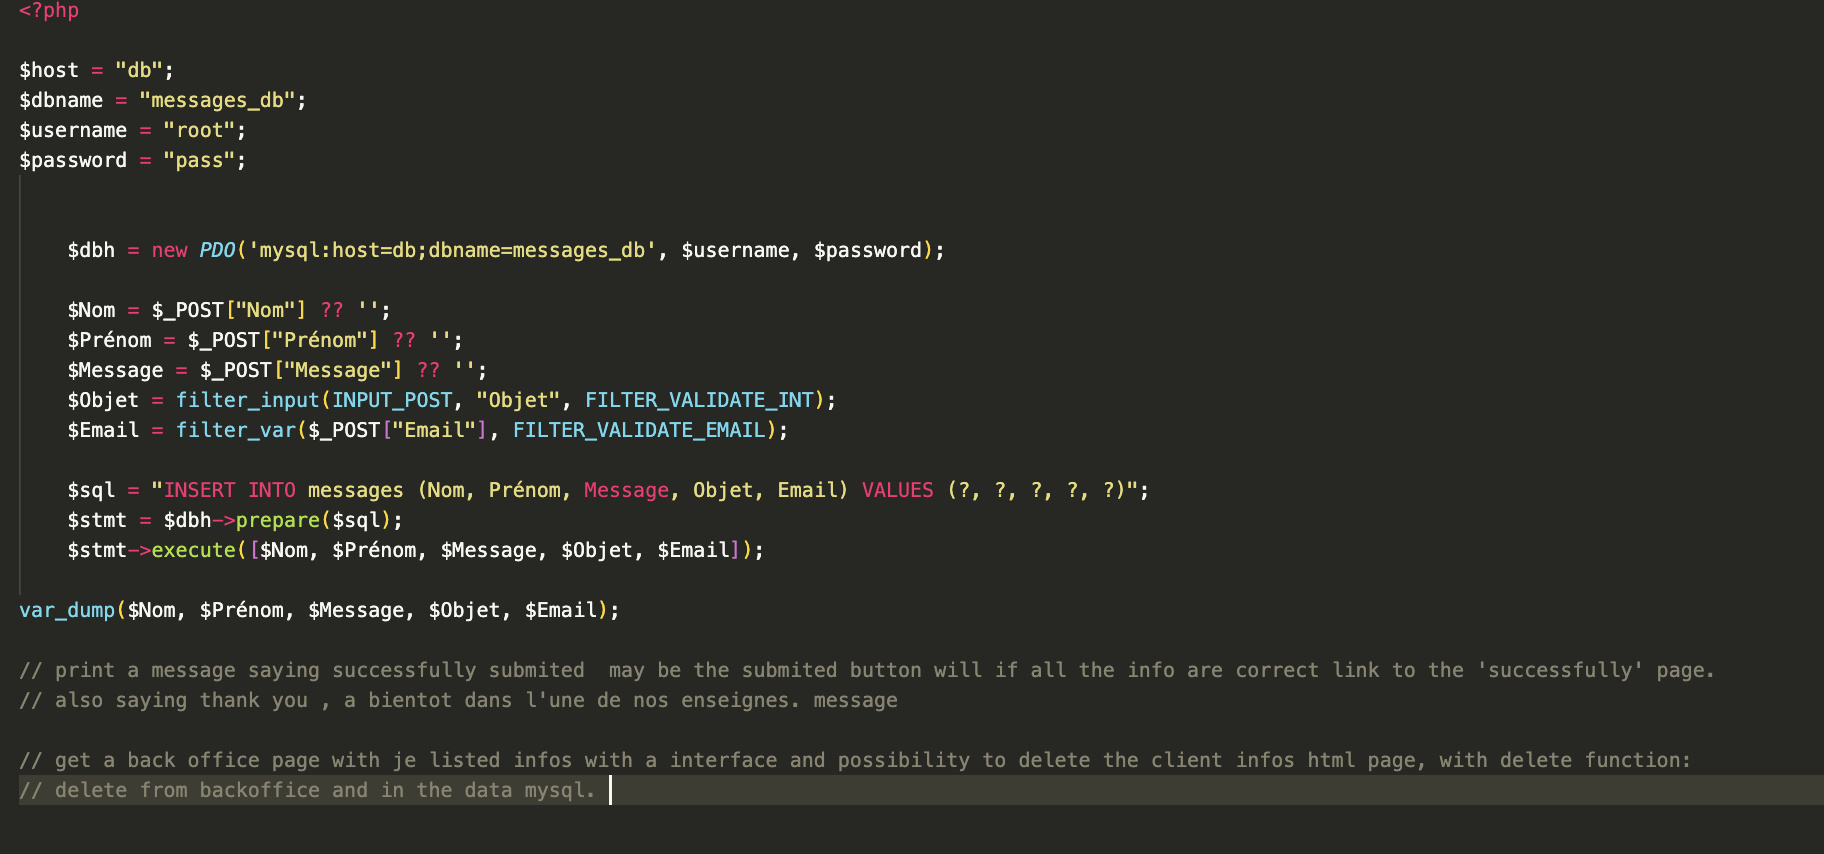 <?php
$host = "db";
$dbname = "messages_db";
$username = "root";
$password = "pass";
$dbh = new PDO('mysql:host=db;dbname=messages_db', $username, $password);
$Nom = $_POST["Nom"] ?? '';
$Prénom = $_POST["Prénom"] ?? '';
$Message = $_POST["Message"] ?? '';
$Objet = filter_input(INPUT_POST, "Objet", FILTER_VALIDATE_INT);
$Email = filter_var($_POST["Email"], FILTER_VALIDATE_EMAIL);
$sql = "INSERT INTO messages (Nom, Prénom, Message, Objet, Email) VALUES (?, ?, ?, ?, ?)";
$stmt = $dbh->prepare($sql);
$stmt->execute([$Nom, $Prénom, $Message, $Objet, $Email]);
var_dump($Nom, $Prénom, $Message, $Objet, $Email);
// print a message saying successfully submited  may be the submited button will if all the info are correct link to the 'successfully' page.
// also saying thank you , a bientot dans l'une de nos enseignes. message
// get a back office page with je listed infos with a interface and possibility to delete the client infos html page, with delete function:
// delete from backoffice and in the data mysql.